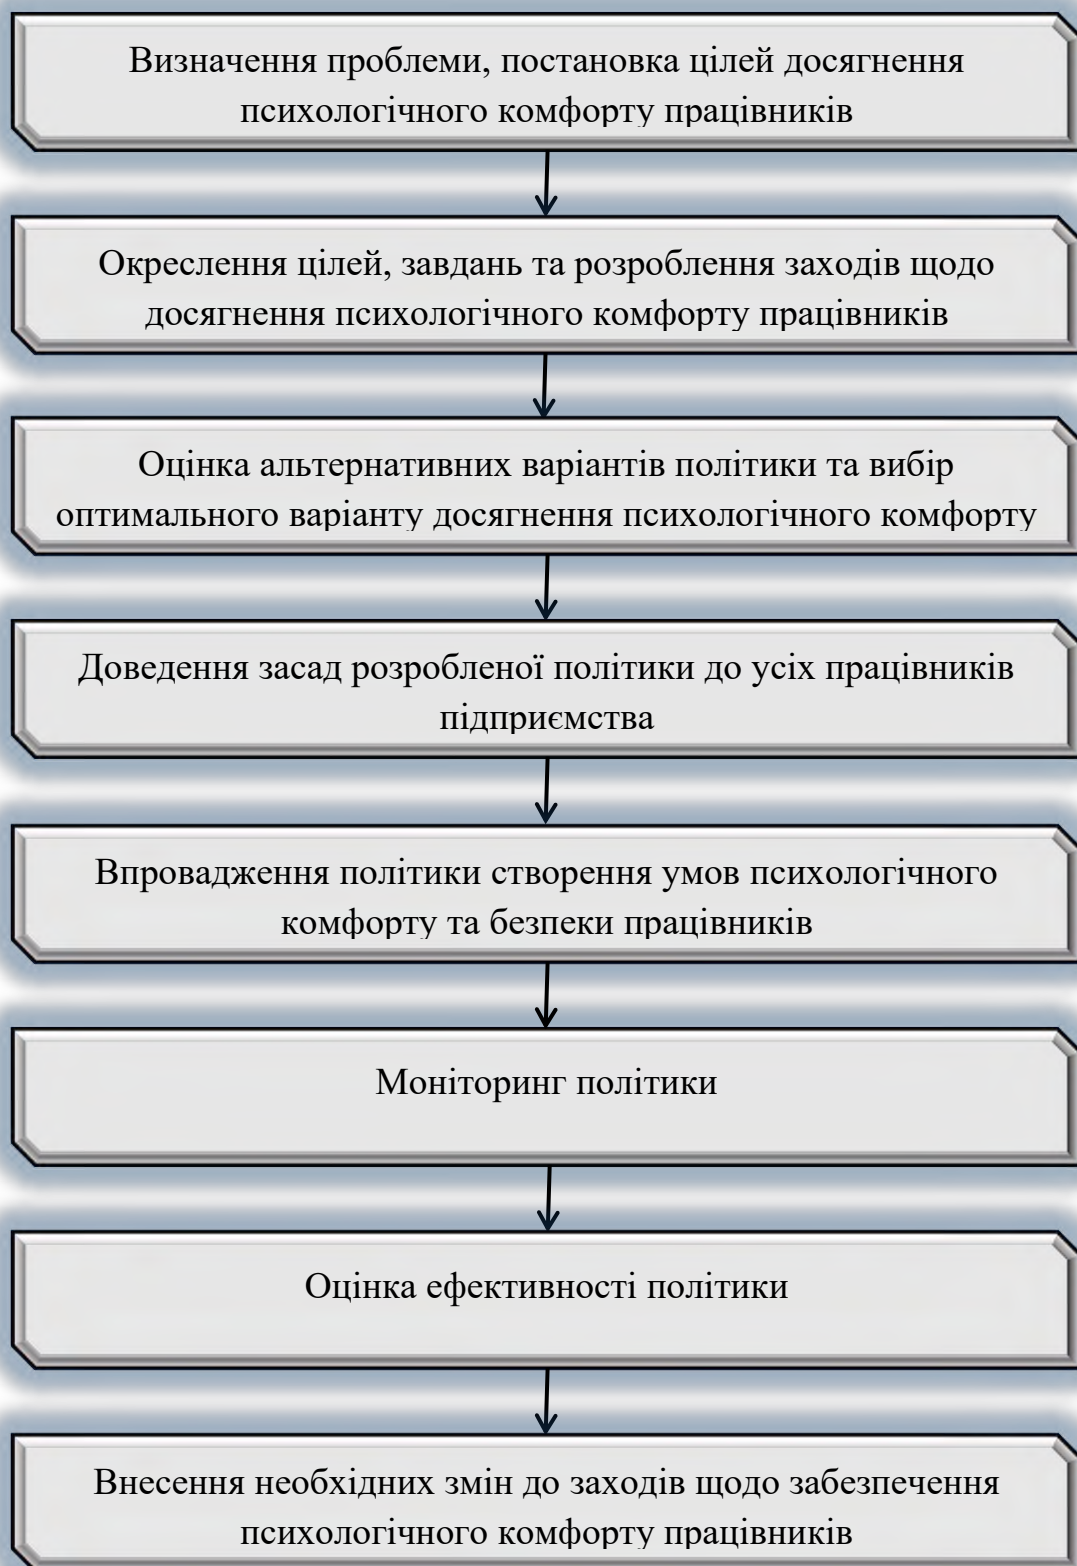 Визначення проблеми, постановка цілей досягнення
психологічного комфорту працівників
Окреслення цілей, завдань та розроблення заходів щодо
досягнення психологічного комфорту працівників
Оцінка альтернативних варіантів політики та вибір
оптимального варіанту досягнення психологічного комфорту
Доведення засад розробленої політики до усіх працівників
підприємства
Впровадження політики створення умов психологічного
комфорту та безпеки працівників
Моніторинг політики
Оцінка ефективності політики
Внесення необхідних змін до заходів щодо забезпечення
психологічного комфорту працівників